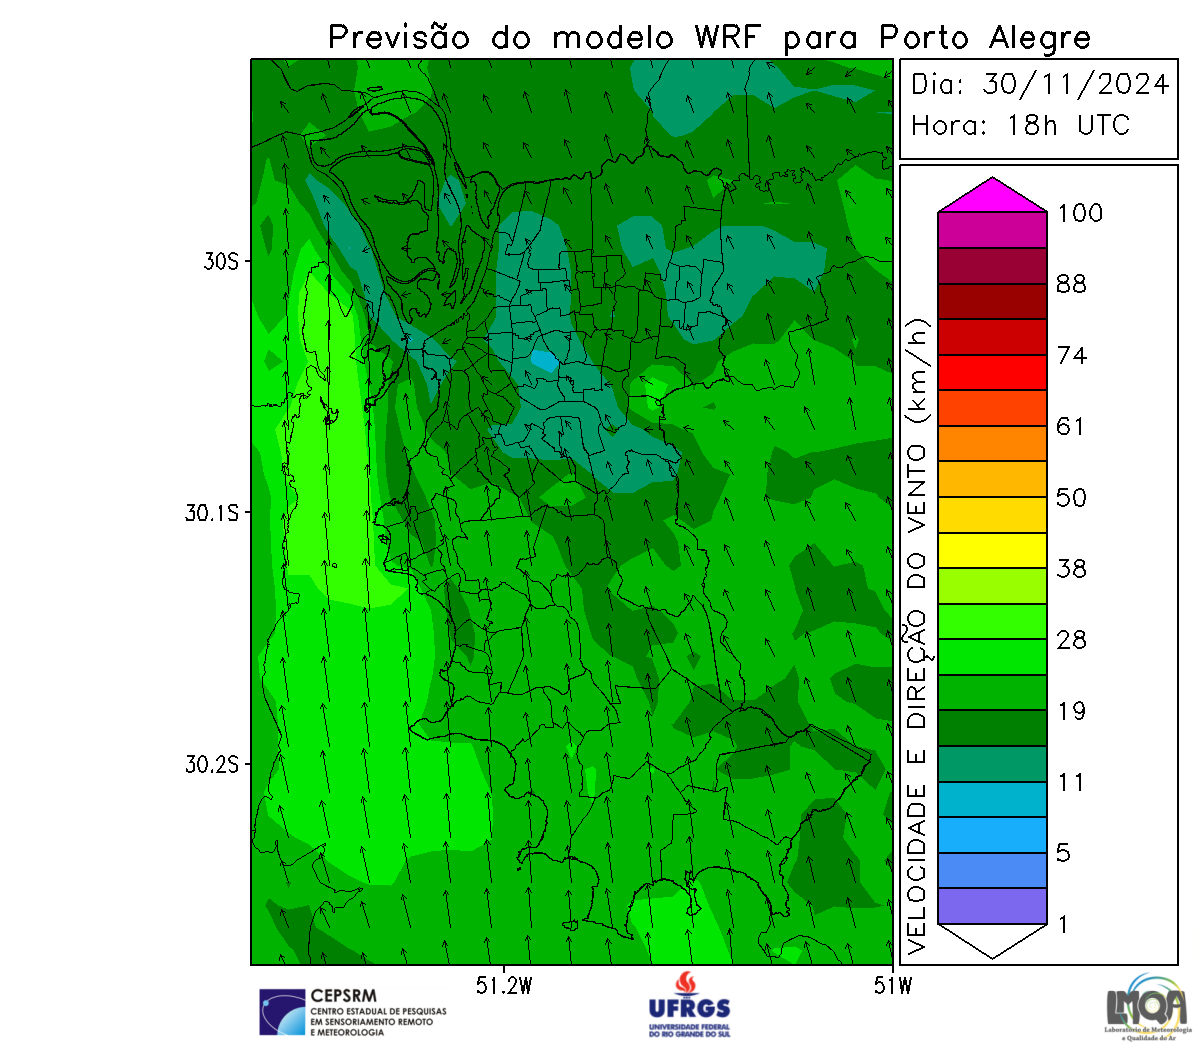 Previsão do modelo WRF para Porto Alegre
Dia: 30/11/2024
Hora: 18h UTC
30S
30.1S
30.2S
51.2W
51W
VELOCIDADE E DIREÇÃO DO VENTO (km/h)
100
88
74
61
50
38
28
19
11
5
1
CEPSRM
CENTRO ESTADUAL DE PESQUISAS
EM SENSORIAMENTO REMOTO
E METEOROLOGIA
UFRGS
UNIVERSIDADE FEDERAL
DO RIO GRANDE DO SUL
LMQA
Laboratório de Meteorologia
e Qualidade do Ar